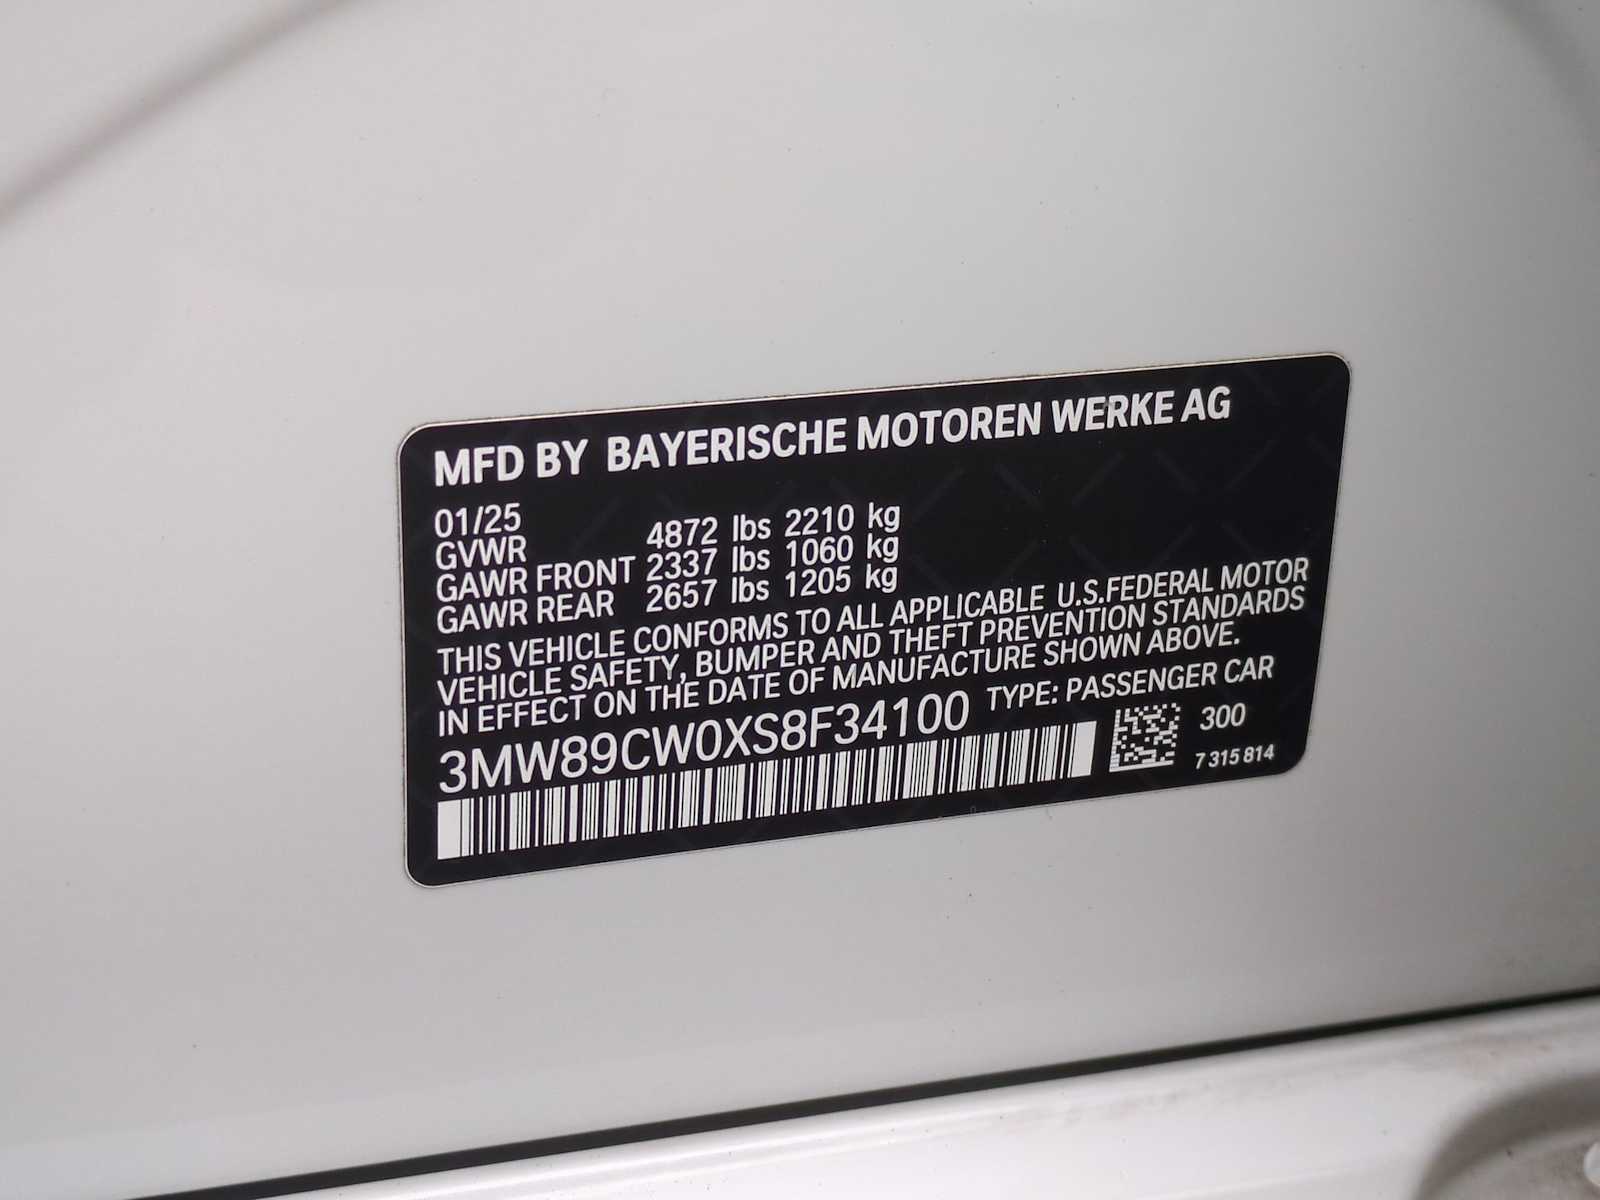 MFD BY BAYERISCHE MOTOREN WERKE AG
01/25
GVWR 4872 lbs 2210 kg
GAWR FRONT 2337 lbs 1060 kg
GAWR REAR 2657 lbs 1205 kg
THIS VEHICLE CONFORMS TO ALL APPLICABLE U.S.FEDERAL MOTOR
VEHICLE SAFETY, BUMPER AND THEFT PREVENTION STANDARDS
IN EFFECT ON THE DATE OF MANUFACTURE SHOWN ABOVE.
3MW89CW0XS8F34100 TYPE: PASSENGER CAR
300
7 315 814